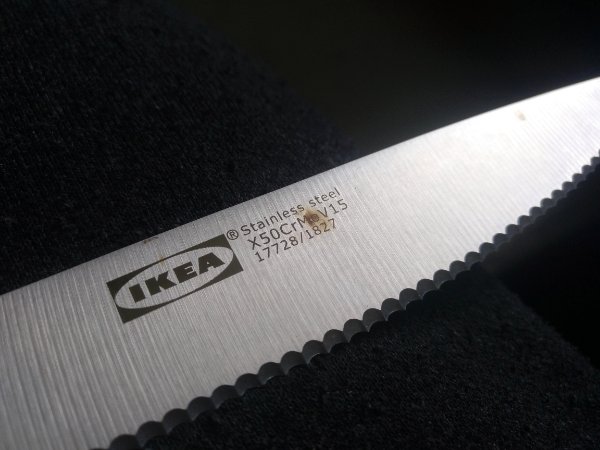 IKEA
® Stainless steel
X50CrMoV15
17728/1827